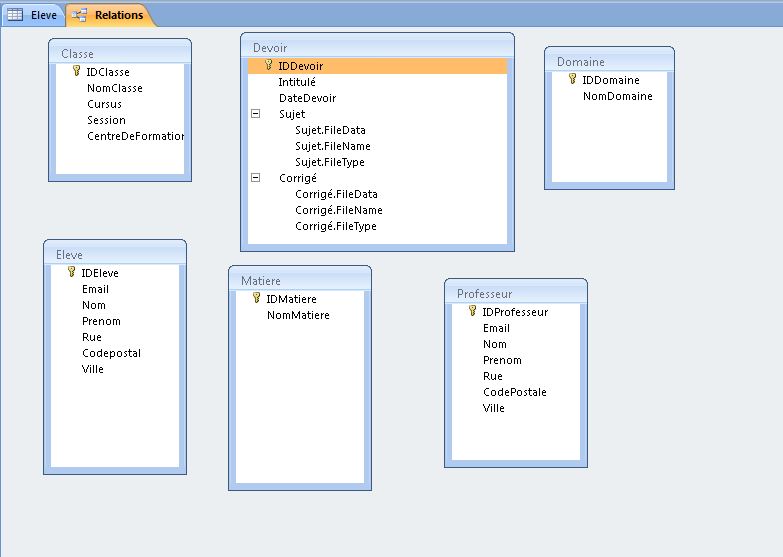 Eleve
Relations
Classe
IDClasse
NomClasse
Cursus
Session
CentreDeFormation
Devoir
IDDevoir
Intitulé
DateDevoir
Sujet
Sujet.FileData
Sujet.FileName
Sujet.FileType
Corrigé
Corrigé.FileData
Corrigé.FileName
Corrigé.FileType
Domaine
IDDomaine
NomDomaine
Eleve
IDEleve
Email
Nom
Prenom
Rue
Codepostal
Ville
Matiere
IDMatiere
NomMatiere
Professeur
IDProfesseur
Email
Nom
Prenom
Rue
CodePostale
Ville